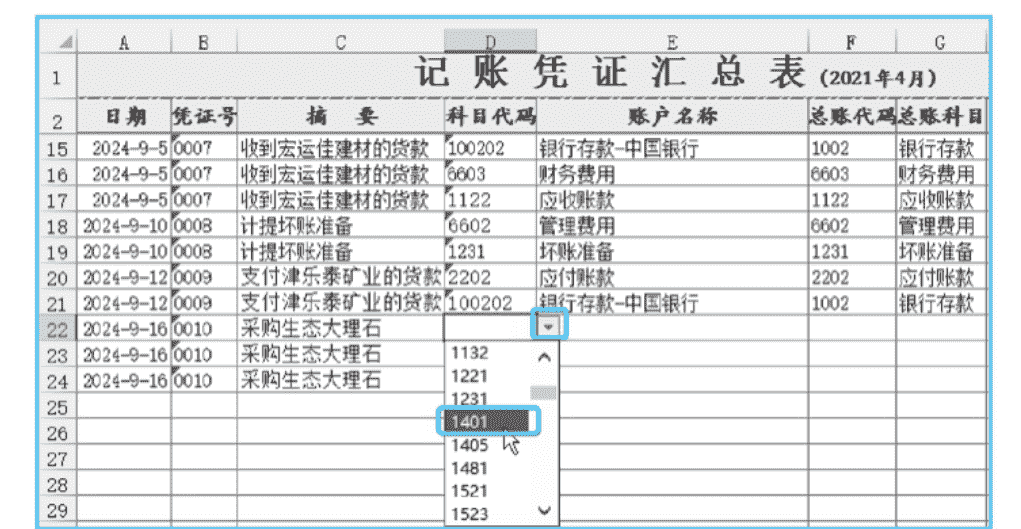 A B C D E F G
1 记 账 凭 证 汇 总 表 (2021年4月)
2 日期 凭证号 摘 要 科目代码 账户名称 总账代码 总账科目
15 2024-9-5 0007 收到宏运佳建材的货款 100202 银行存款-中国银行 1002 银行存款
16 2024-9-5 0007 收到宏运佳建材的货款 6603 财务费用 6603 财务费用
17 2024-9-5 0007 收到宏运佳建材的货款 1122 应收账款 1122 应收账款
18 2024-9-10 0008 计提坏账准备 6602 管理费用 6602 管理费用
19 2024-9-10 0008 计提坏账准备 1231 坏账准备 1231 坏账准备
20 2024-9-12 0009 支付津乐泰矿业的货款 2202 应付账款 2202 应付账款
21 2024-9-12 0009 支付津乐泰矿业的货款 100202 银行存款-中国银行 1002 银行存款
22 2024-9-16 0010 采购生态大理石
23 2024-9-16 0010 采购生态大理石 1132
24 2024-9-16 0010 采购生态大理石 1221
25 1231
26 1401
1405
27 1481
28 1521
29 1523